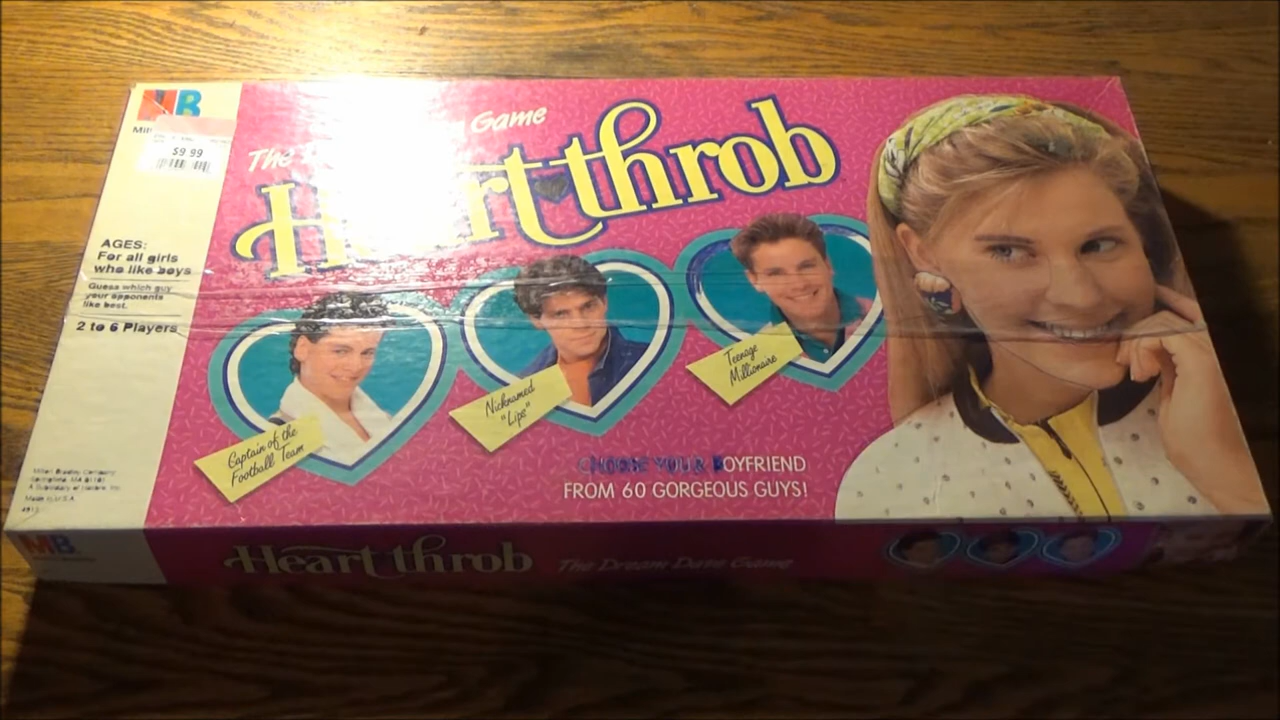 MB
$9.99
The Game
Heart throb
AGES:
For all girls
who like boys
Guess which guy
your opponents
like best.
2 to 6 Players
Captain of the
Football Team
Nicknamed
"Lips"
Teenage
Millionaire
CHOOSE YOUR BOYFRIEND
FROM 60 GORGEOUS GUYS!
Milton Bradley Company
Springfield, MA 01101
A Subsidiary of Hasbro, Inc.
Made in U.S.A.
MB
Heart throb
The Dream Date Game